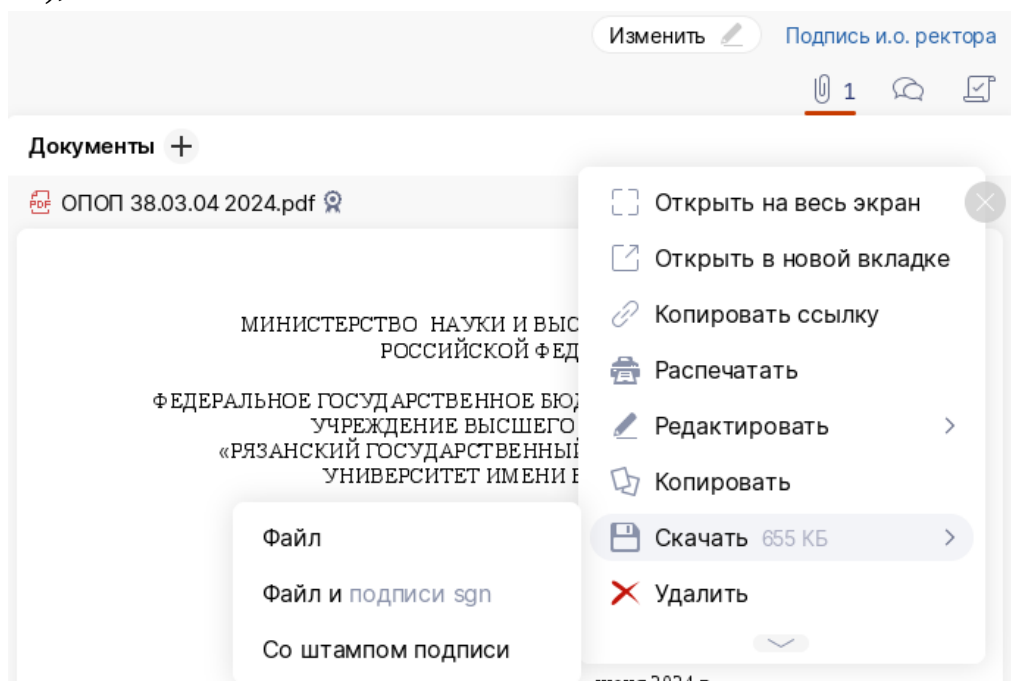 Изменить
Подпись и.о. ректора
1
Документы +
PDF ОПОП 38.03.04 2024.pdf
МИНИСТЕРСТВО НАУКИ И ВЫС
РОССИЙСКОЙ ФЕД
ФЕДЕРАЛЬНОЕ ГОСУДАРСТВЕННОЕ БЮД
УЧРЕЖДЕНИЕ ВЫСШЕГО
«РЯЗАНСКИЙ ГОСУДАРСТВЕННЫЙ
УНИВЕРСИТЕТ ИМЕНИ
Открыть на весь экран
Открыть в новой вкладке
Копировать ссылку
Распечатать
Редактировать
Копировать
Скачать 655 КБ
Удалить
Файл
Файл и подписи sgn
Со штампом подписи